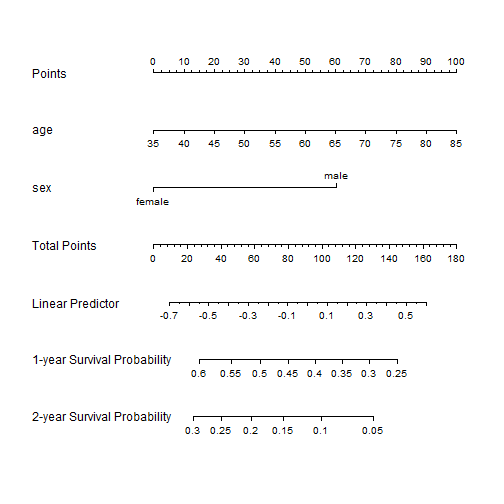 0 10 20 30 40 50 60 70 80 90 100
Points
age
35 40 45 50 55 60 65 70 75 80 85
male
sex
female
Total Points
0 20 40 60 80 100 120 140 160 180
Linear Predictor
-0.7 -0.5 -0.3 -0.1 0.1 0.3 0.5
1-year Survival Probability
0.6 0.55 0.5 0.45 0.4 0.35 0.3 0.25
2-year Survival Probability
0.3 0.25 0.2 0.15 0.1 0.05